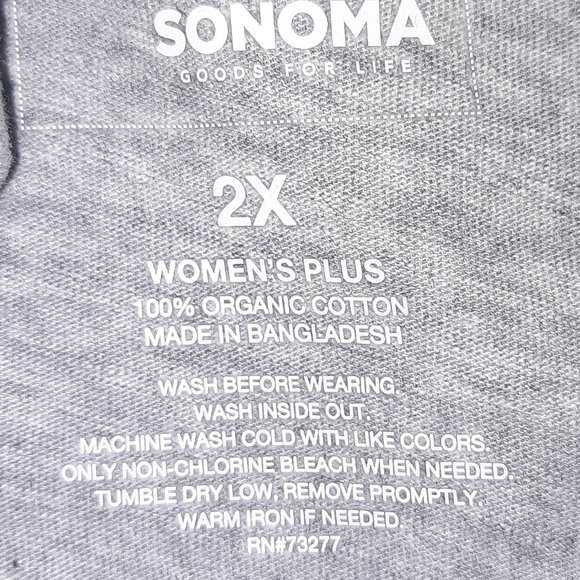 SONOMA
GOODS FOR LIFE
2X
WOMEN'S PLUS
100% ORGANIC COTTON
MADE IN BANGLADESH
WASH BEFORE WEARING.
WASH INSIDE OUT.
MACHINE WASH COLD WITH LIKE COLORS.
ONLY NON-CHLORINE BLEACH WHEN NEEDED.
TUMBLE DRY LOW, REMOVE PROMPTLY.
WARM IRON IF NEEDED.
RN#73277